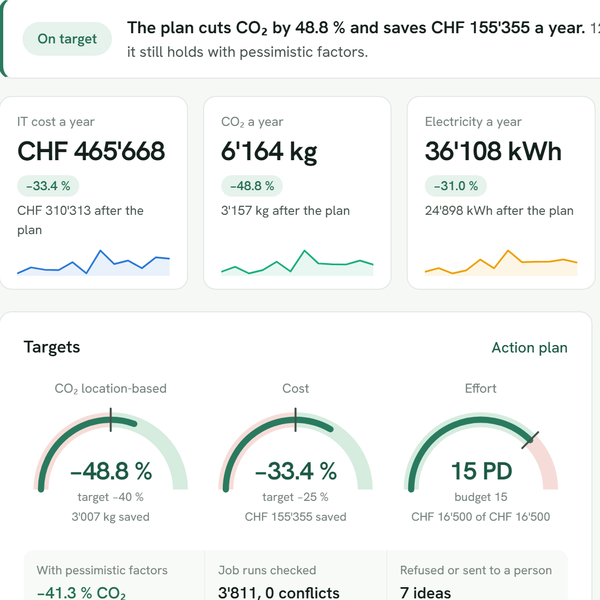 On target
The plan cuts CO₂ by 48.8 % and saves CHF 155'355 a year.
it still holds with pessimistic factors.
IT cost a year
CHF 465'668
−33.4 %
CHF 310'313 after the
plan
CO₂ a year
6'164 kg
−48.8 %
3'157 kg after the plan
Electricity a year
36'108 kWh
−31.0 %
24'898 kWh after the plan
Targets
Action plan
CO₂ location-based
−48.8 %
target −40 %
3'007 kg saved
Cost
−33.4 %
target −25 %
CHF 155'355 saved
Effort
15 PD
budget 15
CHF 16'500 of CHF 16'500
With pessimistic factors
−41.3 % CO₂
Job runs checked
3'811, 0 conflicts
Refused or sent to a person
7 ideas